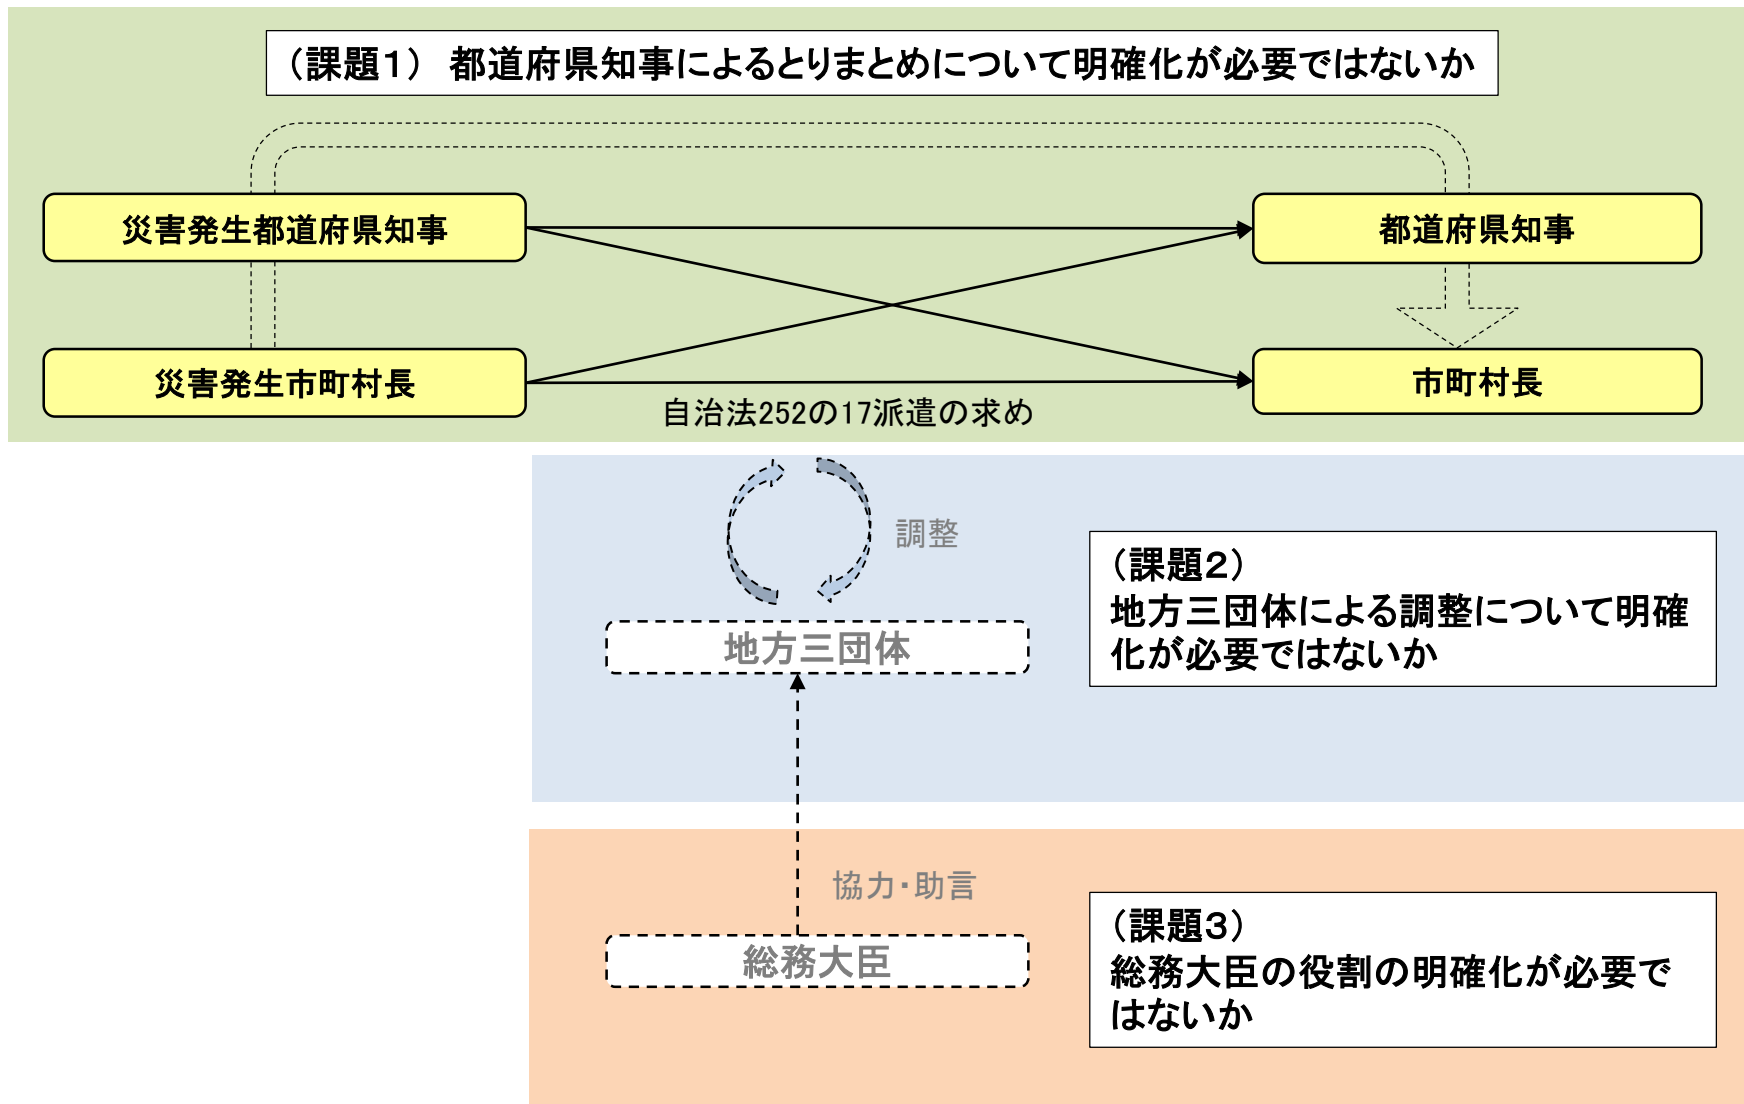 （課題１） 都道府県知事によるとりまとめについて明確化が必要ではないか
災害発生都道府県知事
都道府県知事
災害発生市町村長
市町村長
自治法252の17派遣の求め
調整
（課題２）
地方三団体による調整について明確
化が必要ではないか
地方三団体
協力・助言
（課題３）
総務大臣の役割の明確化が必要で
はないか
総務大臣